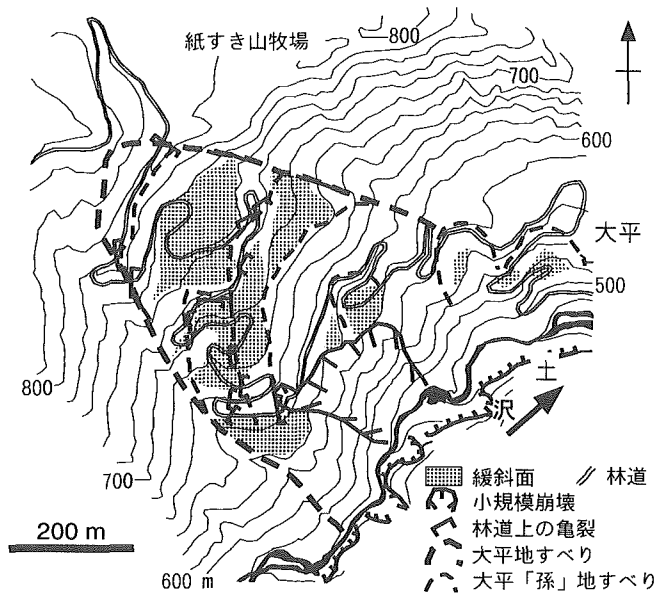 紙すき山牧場
800
700
600
大平
500
800
土
沢
700
600 m
200 m
緩斜面
林道
小規模崩壊
林道上の亀裂
大平地すべり
大平「孫」地すべり